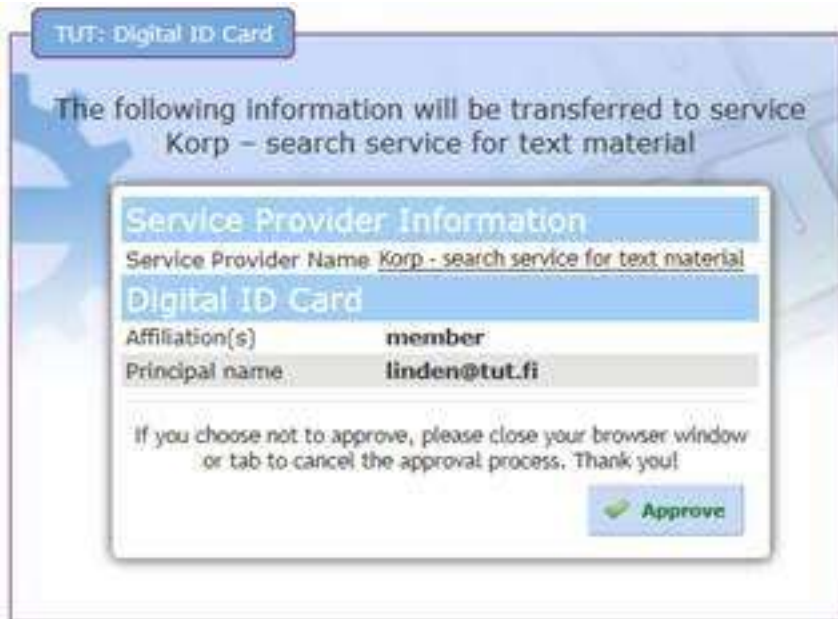 TUT: Digital ID Card
The following information will be transferred to service
Korp – search service for text material
Service Provider Information
Service Provider Name Korp - search service for text material
Digital ID Card
Affiliation(s) member
Principal name linden@tut.fi
If you choose not to approve, please close your browser window
or tab to cancel the approval process. Thank you!
Approve